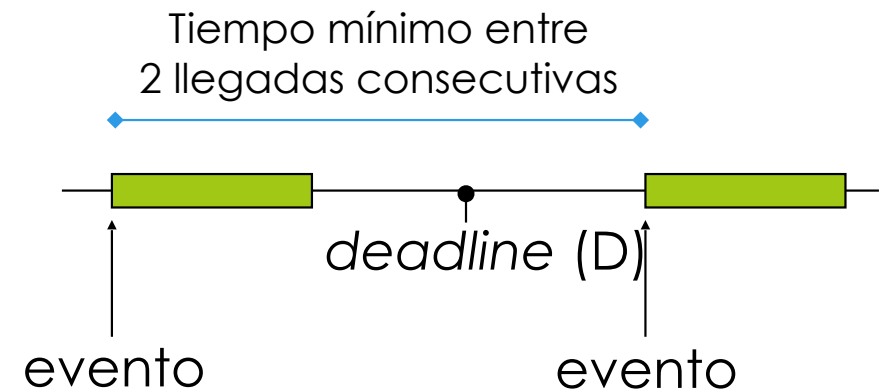 Tiempo mínimo entre
2 llegadas consecutivas
deadline (D)
evento
evento